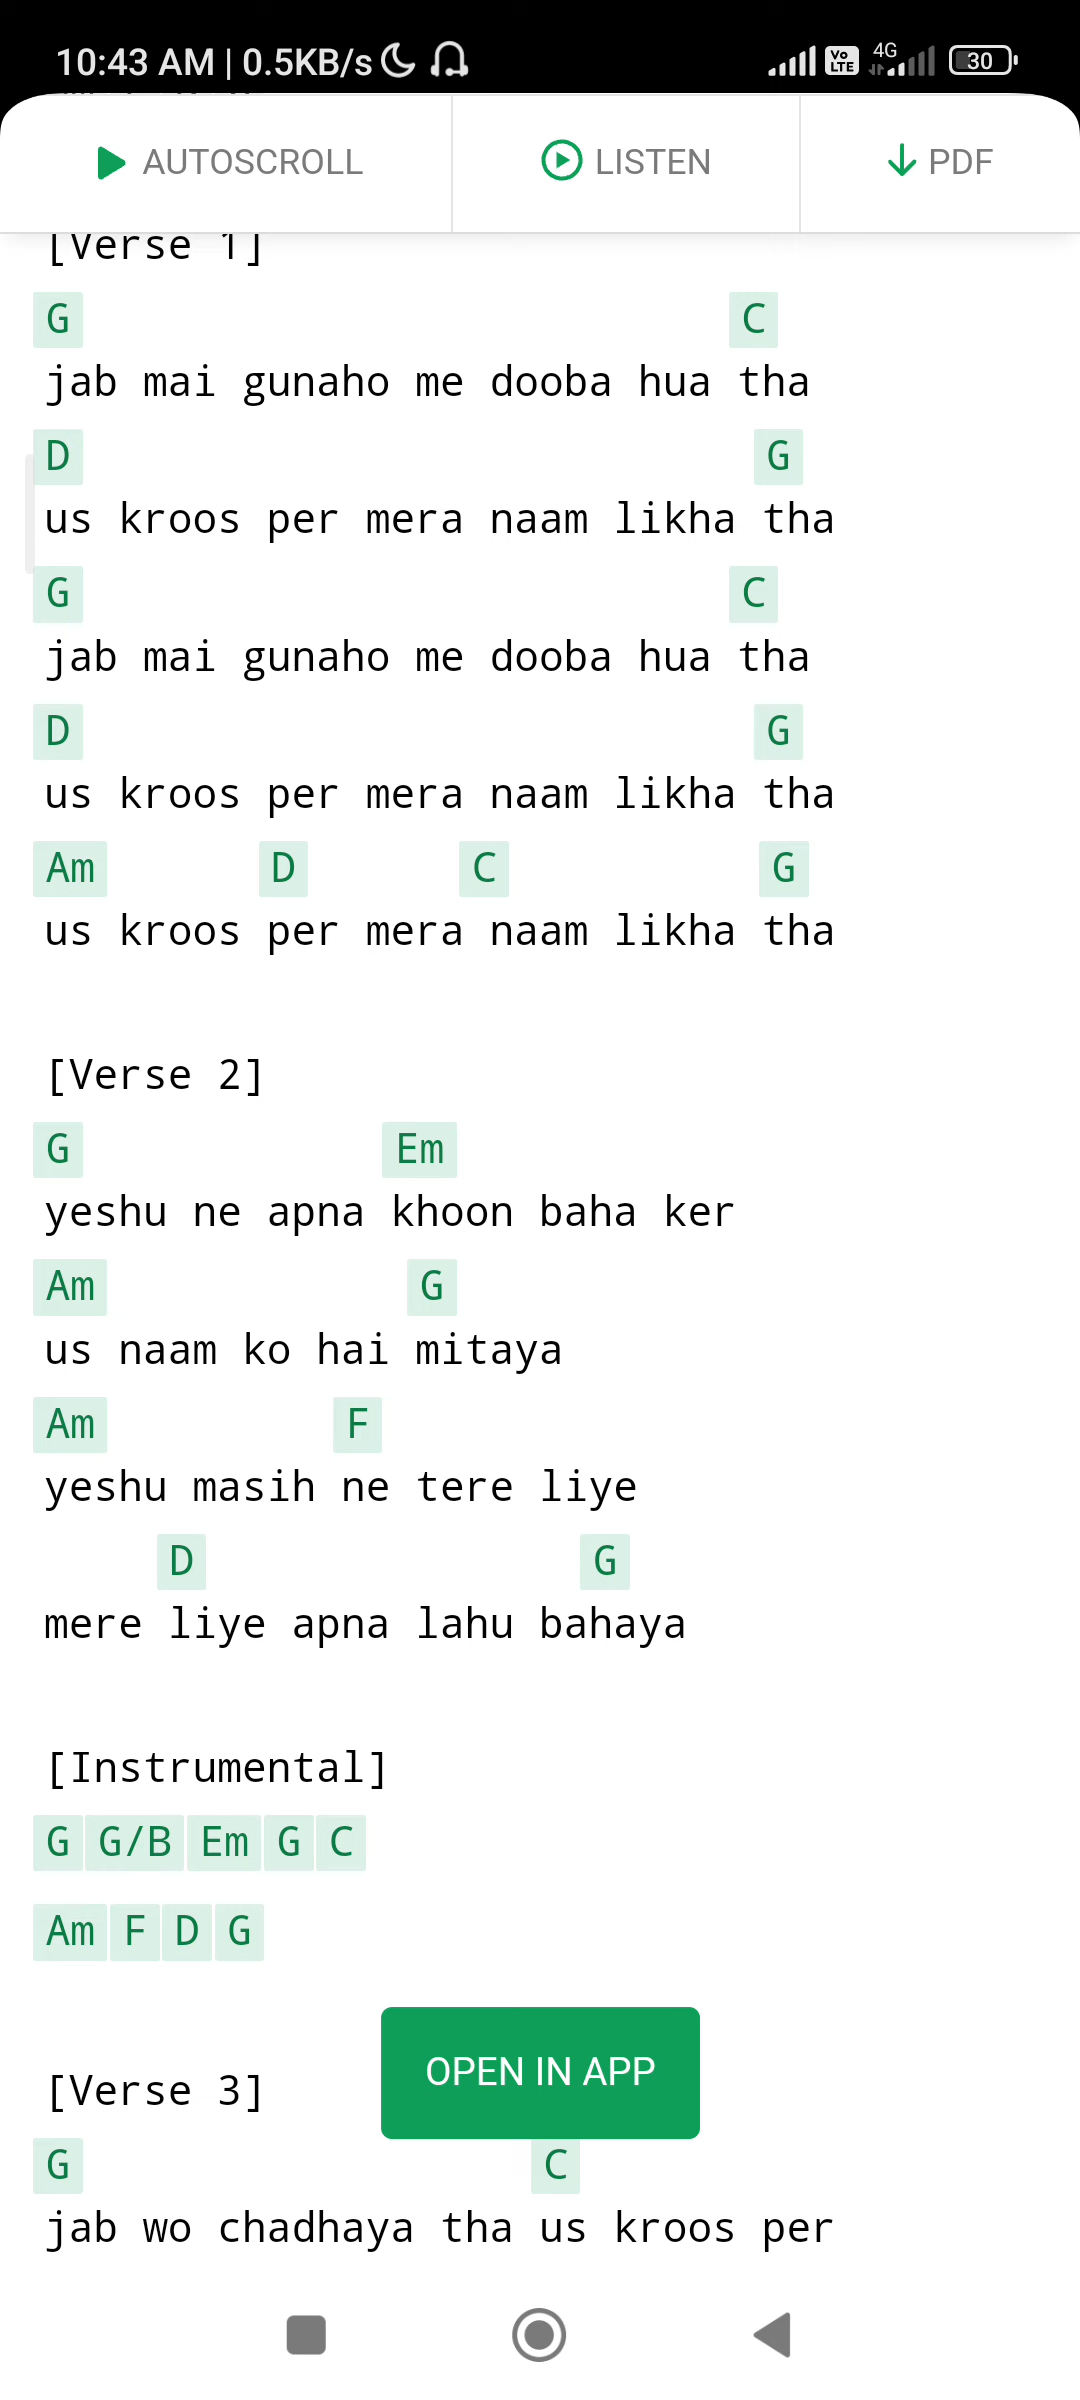 10:43 AM | 0.5KB/s Vo LTE 4G 30
AUTOSCROLL LISTEN PDF
[Verse 1]
G C
jab mai gunaho me dooba hua tha
D G
us kroos per mera naam likha tha
G C
jab mai gunaho me dooba hua tha
D G
us kroos per mera naam likha tha
Am D C G
us kroos per mera naam likha tha
[Verse 2]
G Em
yeshu ne apna khoon baha ker
Am G
us naam ko hai mitaya
Am F
yeshu masih ne tere liye
D G
mere liye apna lahu bahaya
[Instrumental]
G G/B Em G C
Am F D G
OPEN IN APP
[Verse 3]
G C
jab wo chadhaya tha us kroos per